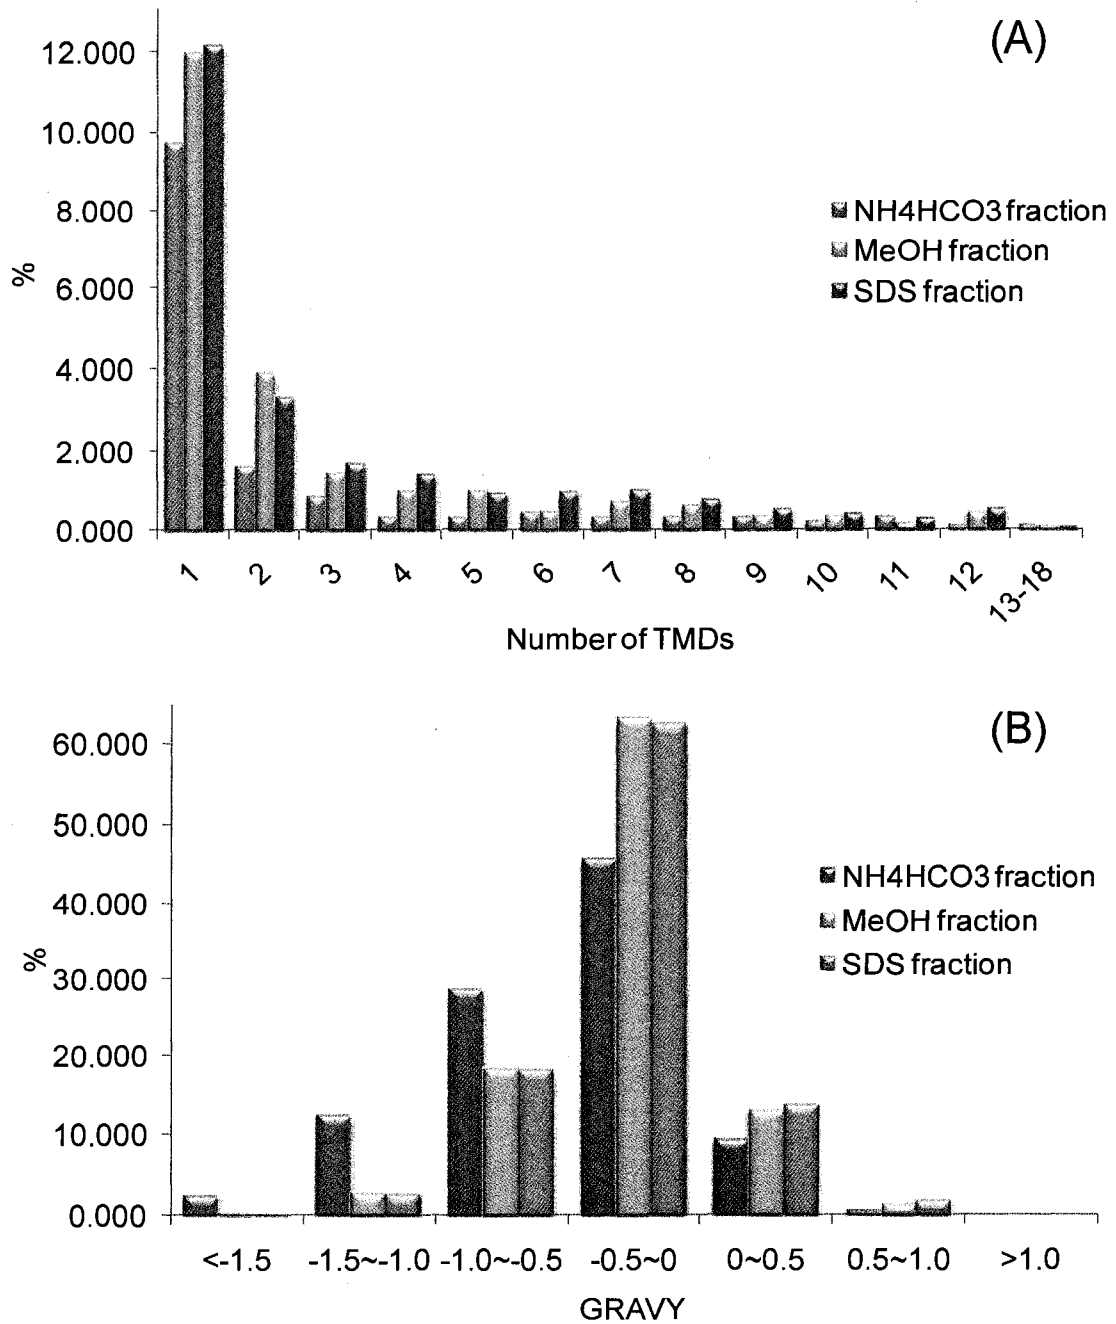 (A)
12.000
10.000
8.000
6.000
4.000
2.000
0.000
%
NH4HCO3 fraction
MeOH fraction
SDS fraction
1 2 3 4 5 6 7 8 9 10 11 12 13-18
Number of TMDs
(B)
60.000
50.000
40.000
30.000
20.000
10.000
0.000
%
NH4HCO3 fraction
MeOH fraction
SDS fraction
<-1.5 -1.5~-1.0 -1.0~-0.5 -0.5~0 0~0.5 0.5~1.0 >1.0
GRAVY